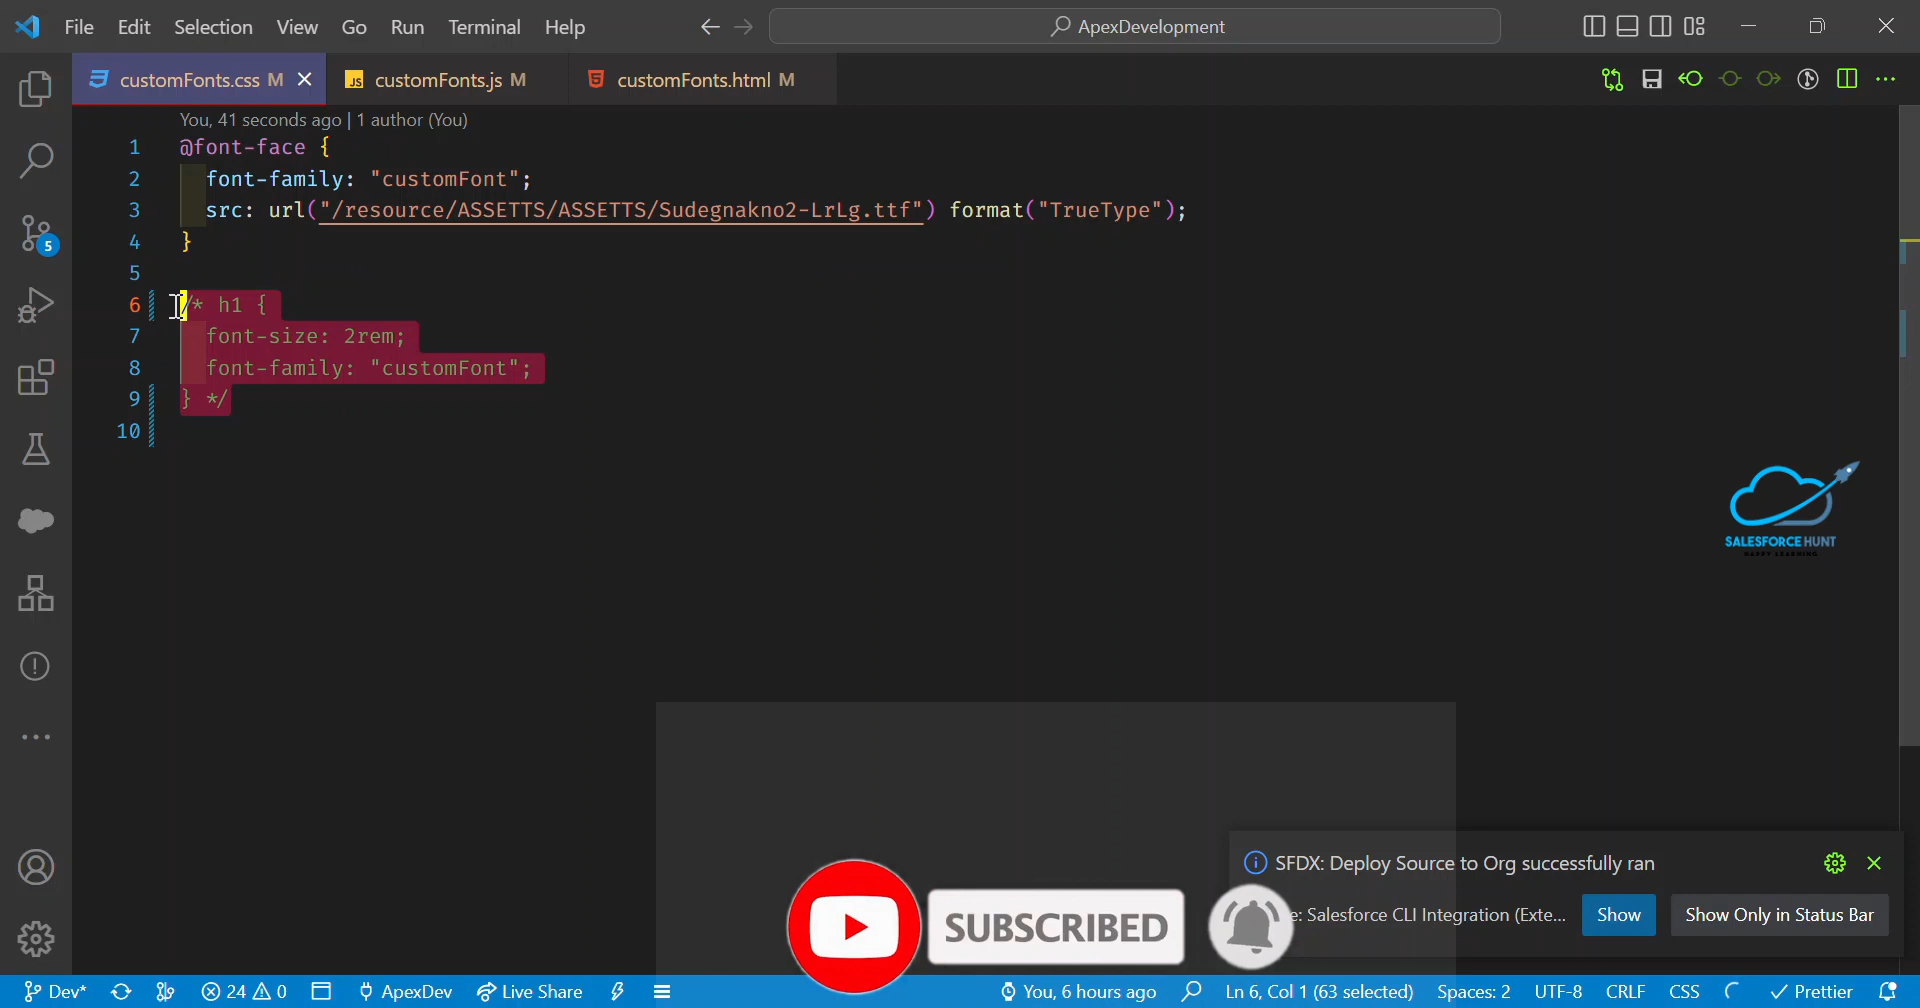 File Edit Selection View Go Run Terminal Help
ApexDevelopment
customFonts.css M
customFonts.js M
customFonts.html M
You, 41 seconds ago | 1 author (You)
1 @font-face {
2 font-family: "customFont";
3 src: url("/resource/ASSETTS/ASSETTS/Sudegnakno2-LrLg.ttf") format("TrueType");
4 }
5
6 /* h1 {
7 font-size: 2rem;
8 font-family: "customFont";
9 } */
10
5
SALESFORCE HUNT
HAPPY LEARNING
SFDX: Deploy Source to Org successfully ran
e: Salesforce CLI Integration (Exte...
Show
Show Only in Status Bar
SUBSCRIBED
Dev* 24 0 ApexDev Live Share You, 6 hours ago Ln 6, Col 1 (63 selected) Spaces: 2 UTF-8 CRLF CSS Prettier